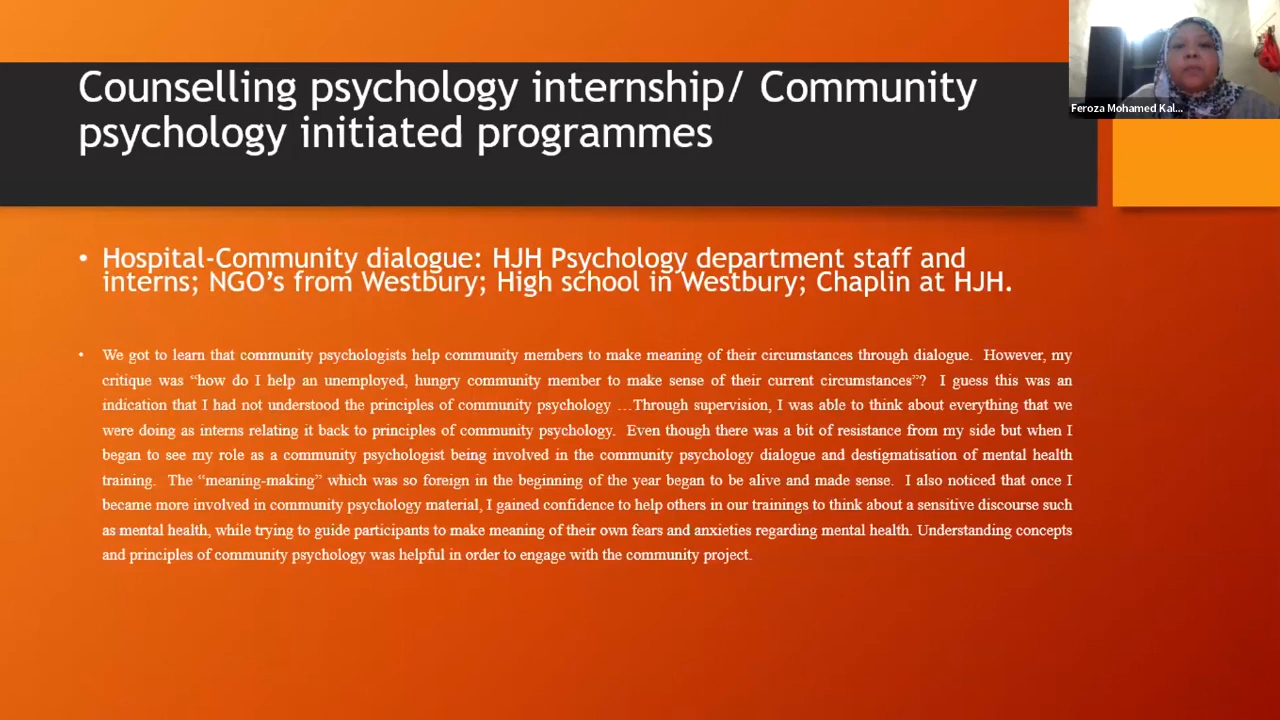 Counselling psychology internship/ Community
psychology initiated programmes
Feroza Mohamed Kal...
• Hospital-Community dialogue: HJH Psychology department staff and
interns; NGO’s from Westbury; High school in Westbury; Chaplin at HJH.
• We got to learn that community psychologists help community members to make meaning of their circumstances through dialogue. However, my
critique was “how do I help an unemployed, hungry community member to make sense of their current circumstances”? I guess this was an
indication that I had not understood the principles of community psychology …Through supervision, I was able to think about everything that we
were doing as interns relating it back to principles of community psychology. Even though there was a bit of resistance from my side but when I
began to see my role as a community psychologist being involved in the community psychology dialogue and destigmatisation of mental health
training. The “meaning-making” which was so foreign in the beginning of the year began to be alive and made sense. I also noticed that once I
became more involved in community psychology material, I gained confidence to help others in our trainings to think about a sensitive discourse such
as mental health, while trying to guide participants to make meaning of their own fears and anxieties regarding mental health. Understanding concepts
and principles of community psychology was helpful in order to engage with the community project.